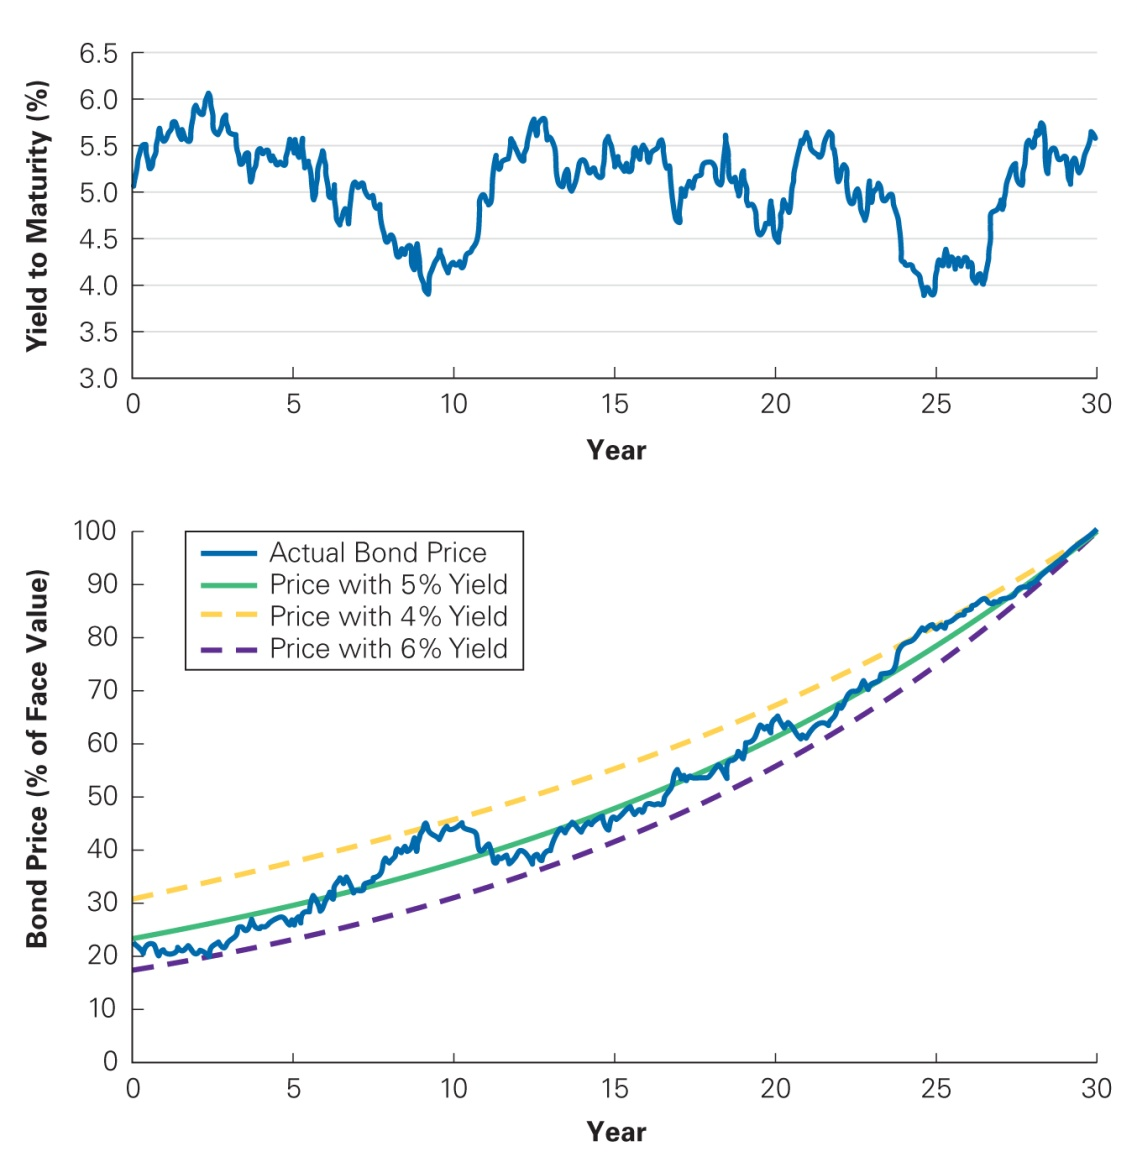 Yield to Maturity (%)
6.5
6.0
5.5
5.0
4.5
4.0
3.5
3.0
0 5 10 15 20 25 30
Year
Bond Price (% of Face Value)
100
90
80
70
60
50
40
30
20
10
0
Actual Bond Price
Price with 5% Yield
Price with 4% Yield
Price with 6% Yield
0 5 10 15 20 25 30
Year